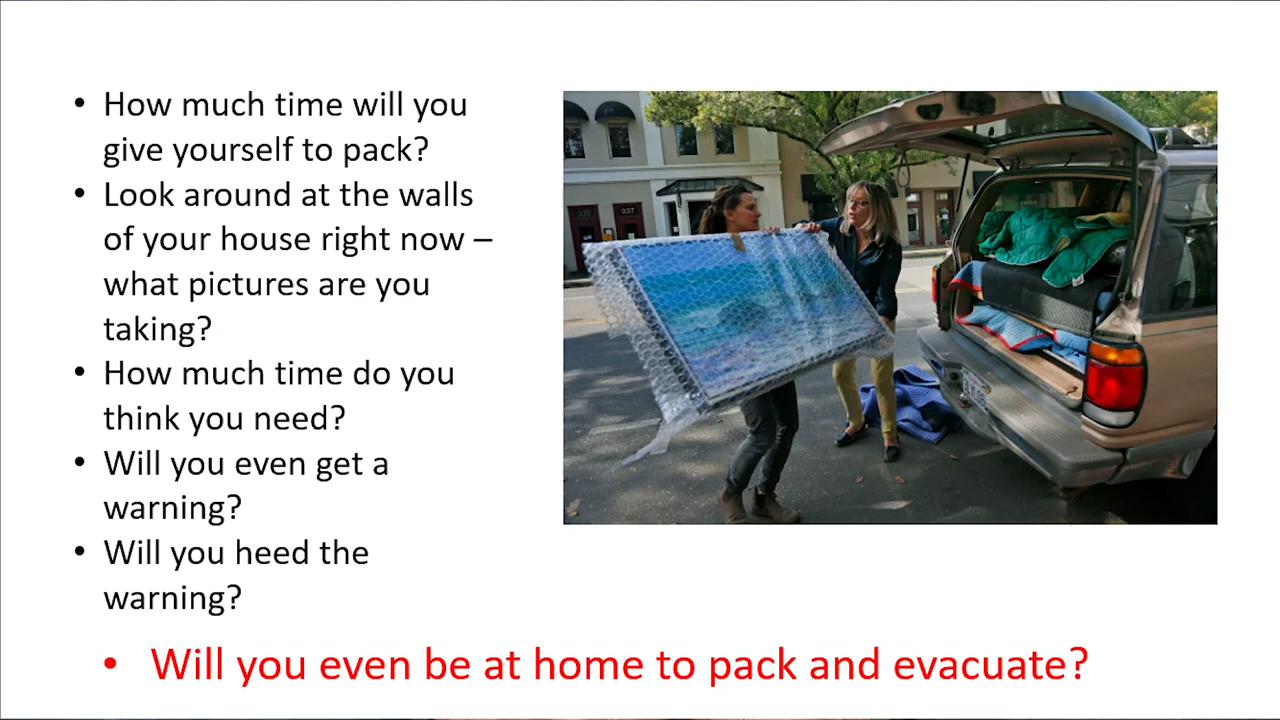 • How much time will you
give yourself to pack?
• Look around at the walls
of your house right now –
what pictures are you
taking?
• How much time do you
think you need?
• Will you even get a
warning?
• Will you heed the
warning?
• Will you even be at home to pack and evacuate?
337